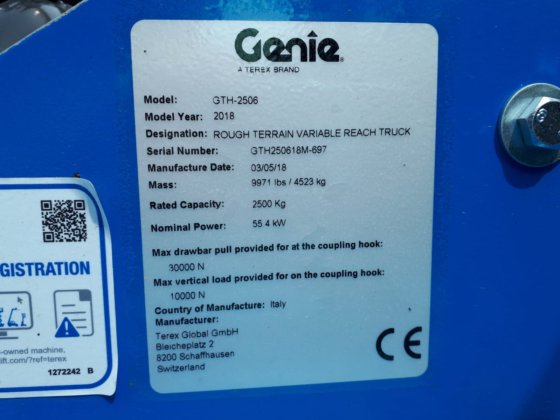 Genie
A TEREX BRAND
Model: GTH-2506
Model Year: 2018
Designation: ROUGH TERRAIN VARIABLE REACH TRUCK
Serial Number: GTH250618M-697
Manufacture Date: 03/05/18
Mass: 9971 lbs / 4523 kg
Rated Capacity: 2500 Kg
Nominal Power: 55.4 kW
Max drawbar pull provided for at the coupling hook:
30000 N
Max vertical load provided for on the coupling hook:
10000 N
Country of Manufacture: Italy
Manufacturer:
Terex Global GmbH
Bleicheplatz 2
8200 Schaffhausen
Switzerland
CE
GISTRATION
-owned machine,
lift.com/?ref=terex
1272242 B